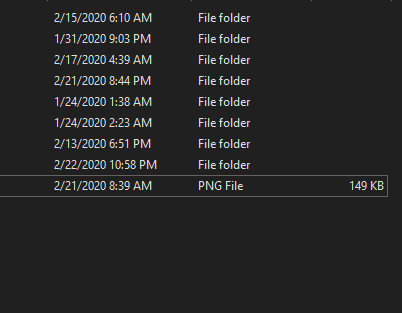 2/15/2020 6:10 AM File folder
1/31/2020 9:03 PM File folder
2/17/2020 4:39 AM File folder
2/21/2020 8:44 PM File folder
1/24/2020 1:38 AM File folder
1/24/2020 2:23 AM File folder
2/13/2020 6:51 PM File folder
2/22/2020 10:58 PM File folder
2/21/2020 8:39 AM PNG File 149 KB